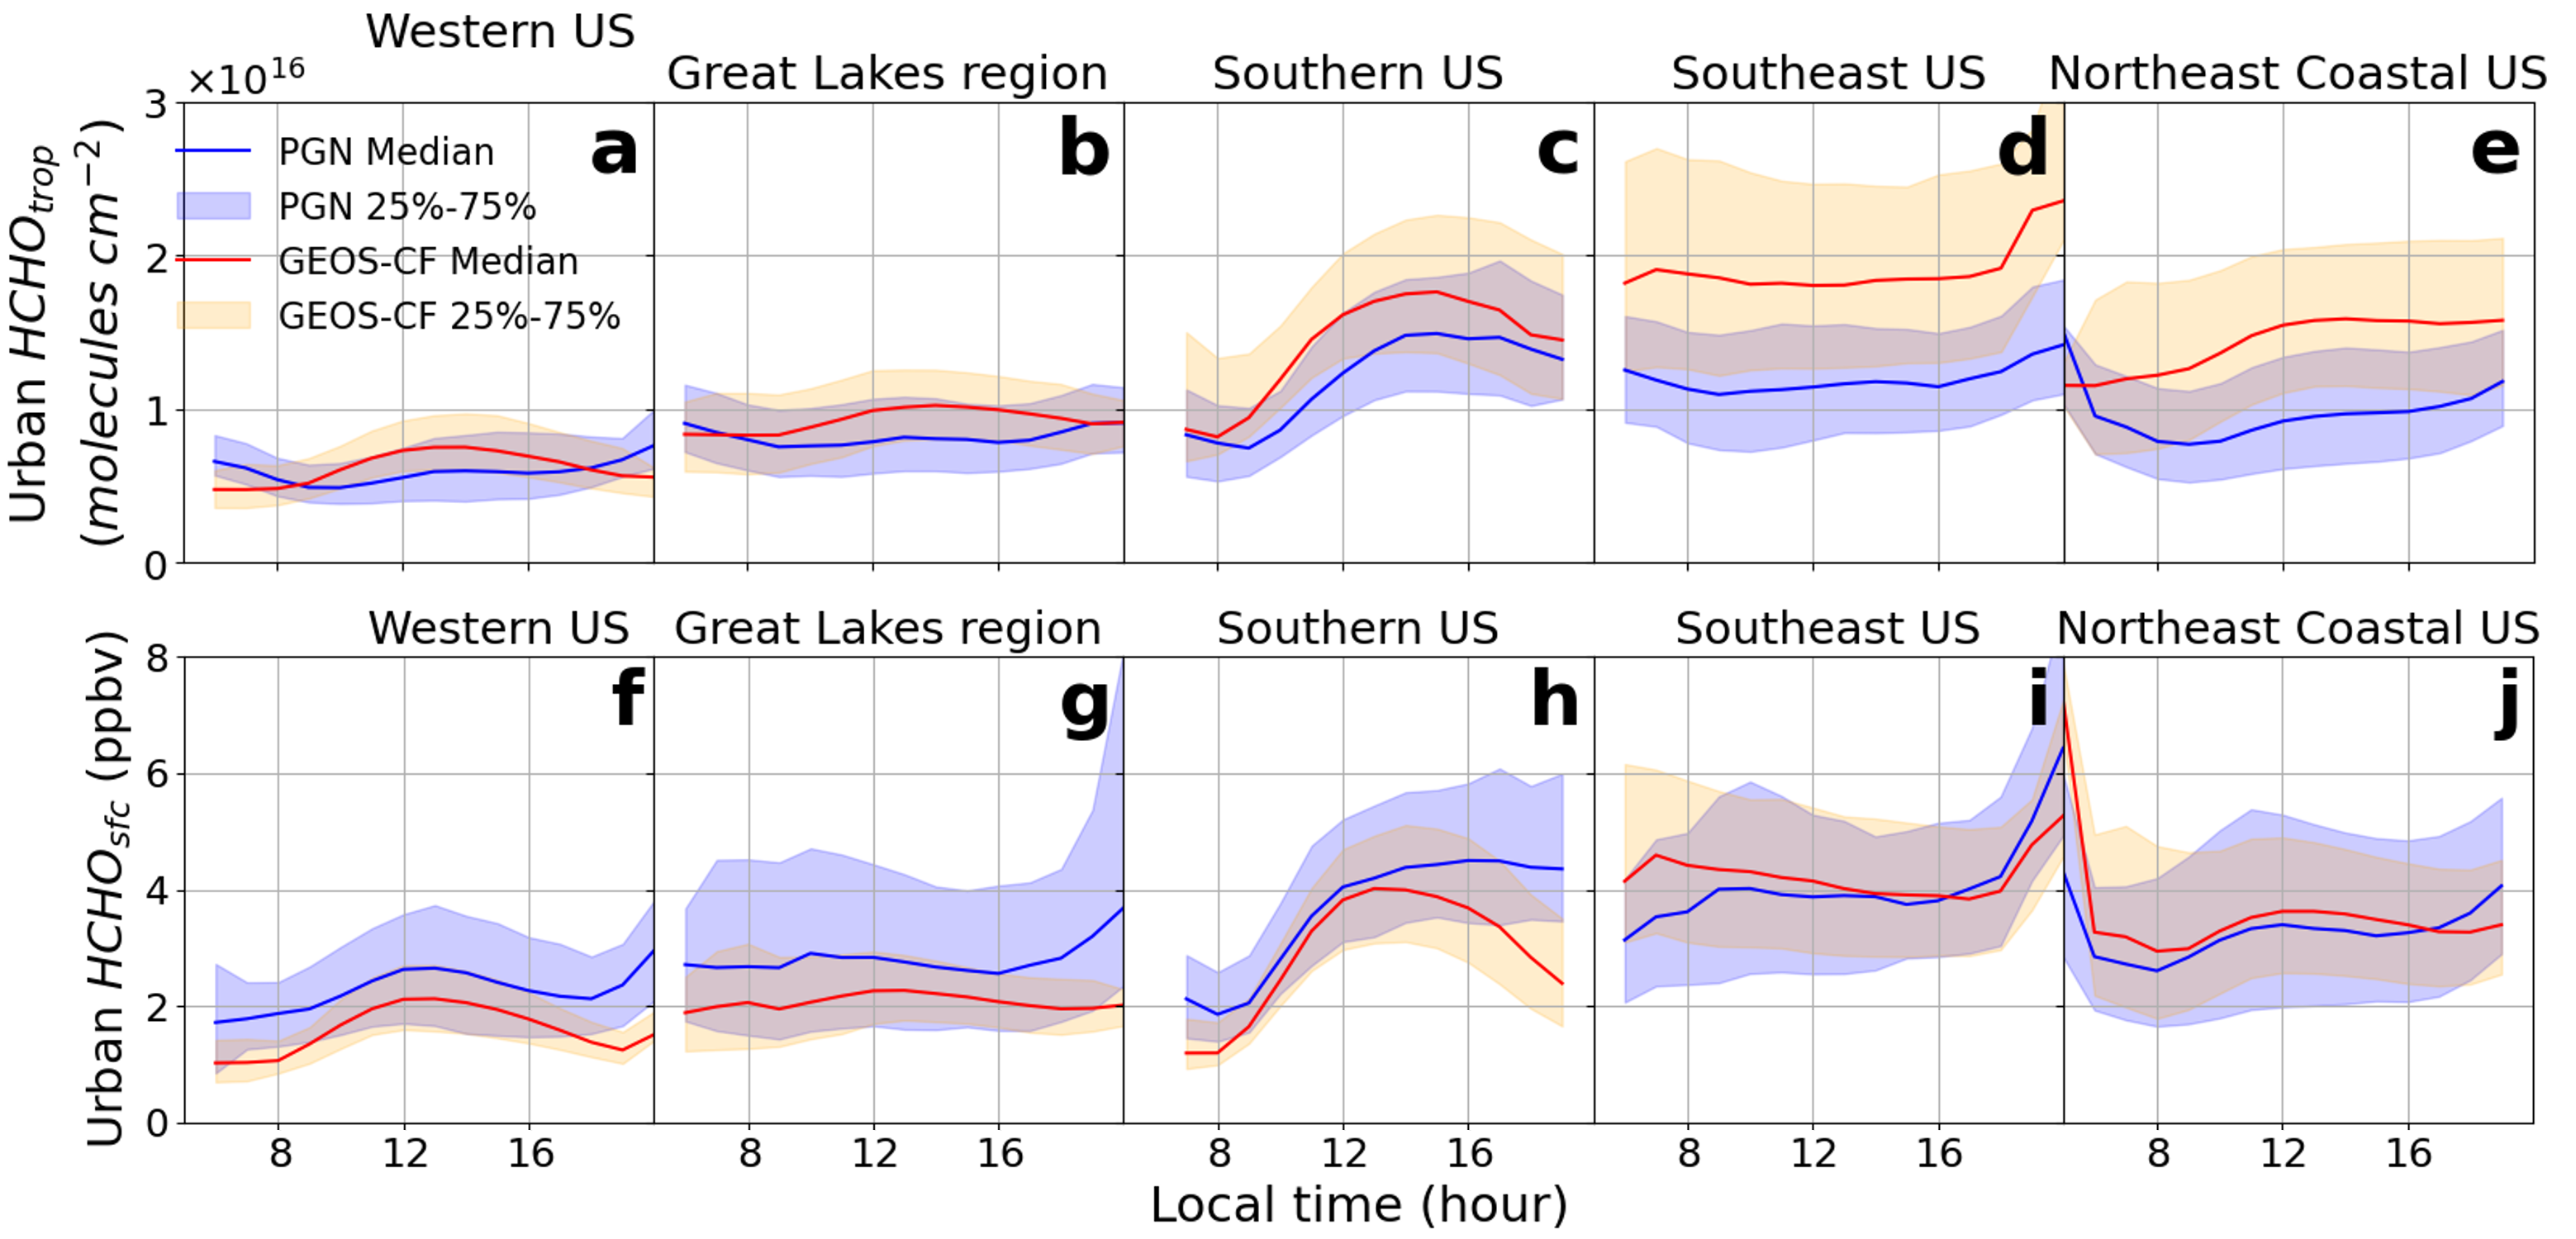 Western US
Great Lakes region
Southern US
Southeast US
Northeast Coastal US
×10^16
Urban HCHO_trop
(molecules cm^−2)
3
2
1
0
PGN Median
PGN 25%-75%
GEOS-CF Median
GEOS-CF 25%-75%
a
b
c
d
e
Western US
Great Lakes region
Southern US
Southeast US
Northeast Coastal US
Urban HCHO_sfc (ppbv)
8
6
4
2
0
f
g
h
i
j
8 12 16
8 12 16
8 12 16
8 12 16
8 12 16
Local time (hour)